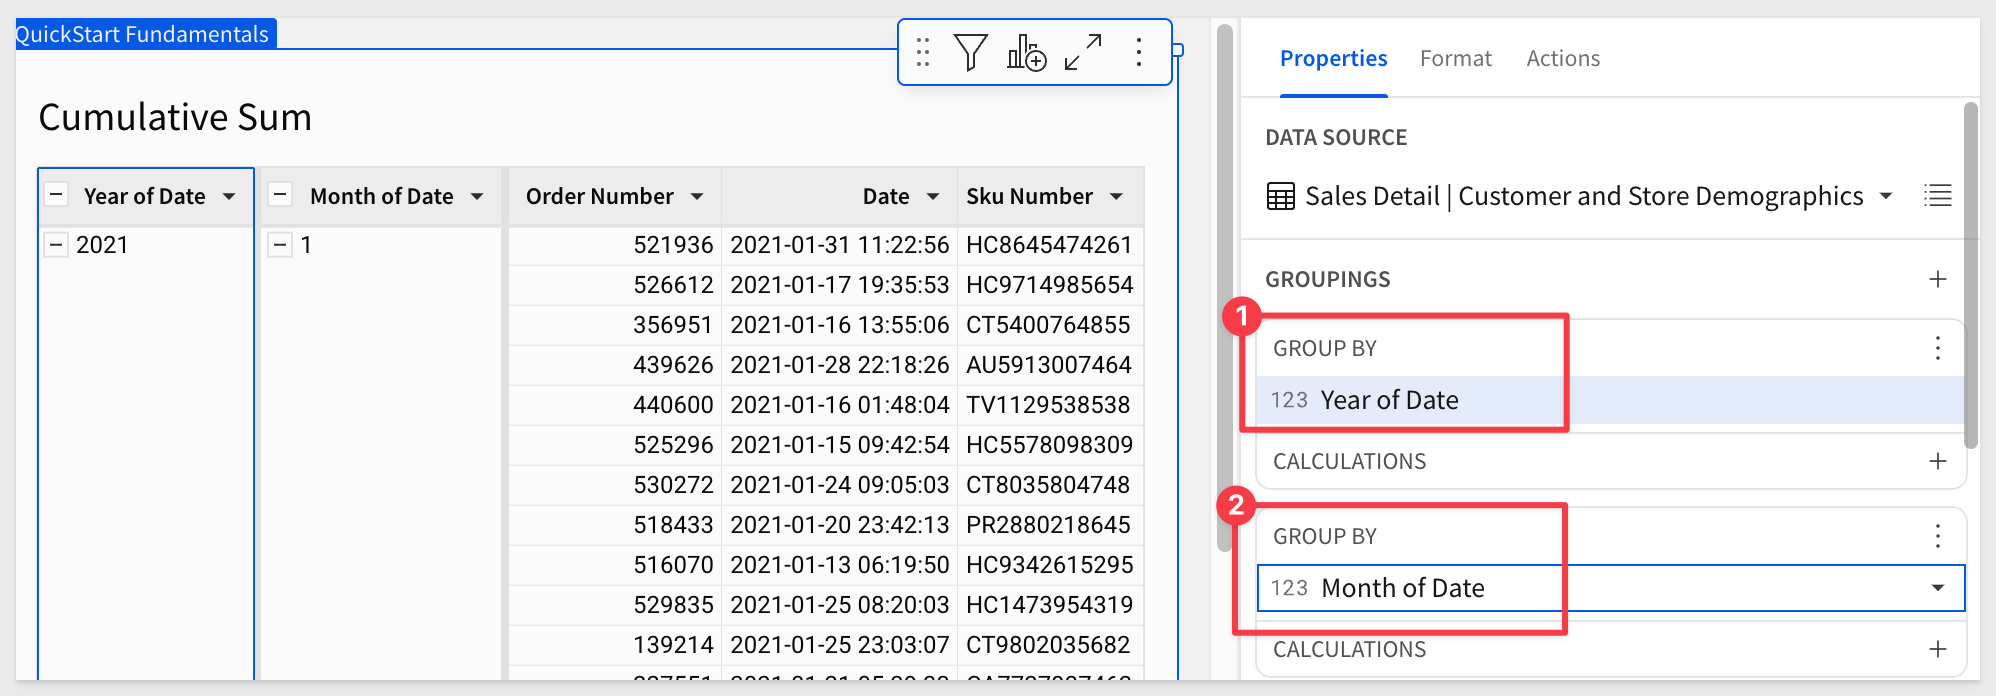 QuickStart Fundamentals
Cumulative Sum
Year of Date Month of Date Order Number Date Sku Number
2021 1 521936 2021-01-31 11:22:56 HC8645474261
526612 2021-01-17 19:35:53 HC9714985654
356951 2021-01-16 13:55:06 CT5400764855
439626 2021-01-28 22:18:26 AU5913007464
440600 2021-01-16 01:48:04 TV1129538538
525296 2021-01-15 09:42:54 HC5578098309
530272 2021-01-24 09:05:03 CT8035804748
518433 2021-01-20 23:42:13 PR2880218645
516070 2021-01-13 06:19:50 HC9342615295
529835 2021-01-25 08:20:03 HC1473954319
139214 2021-01-25 23:03:07 CT9802035682
Properties Format Actions
DATA SOURCE
Sales Detail | Customer and Store Demographics
GROUPINGS
1
GROUP BY
123 Year of Date
CALCULATIONS
2
GROUP BY
123 Month of Date
CALCULATIONS